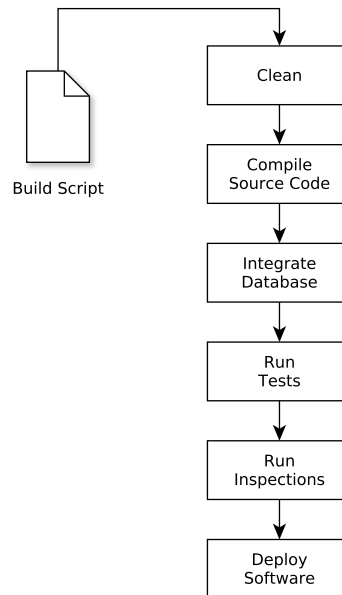 Clean
Build Script
Compile
Source Code
Integrate
Database
Run
Tests
Run
Inspections
Deploy
Software